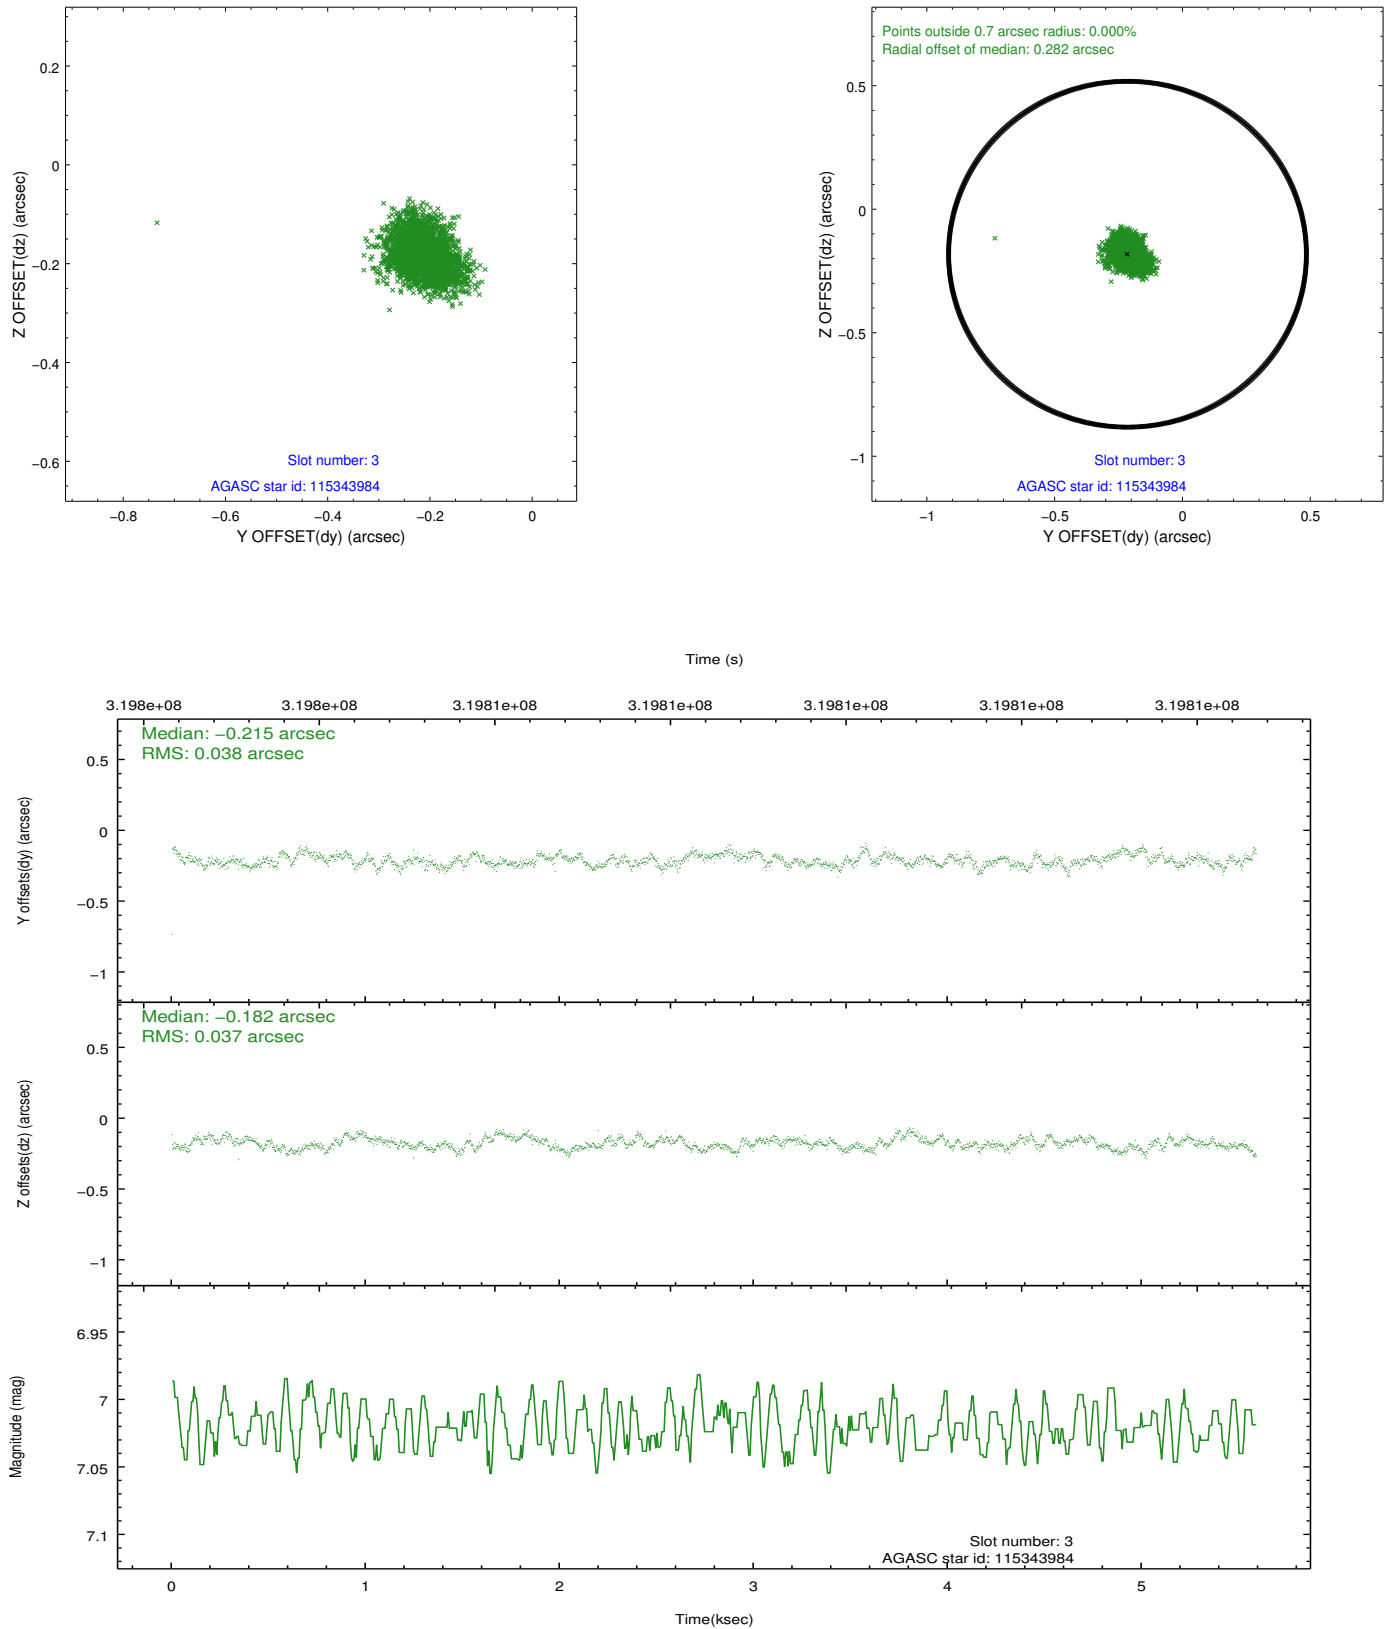 0.2
0
−0.2
−0.4
−0.6
Z OFFSET(dz) (arcsec)
Slot number: 3
AGASC star id: 115343984
−0.8 −0.6 −0.4 −0.2 0
Y OFFSET(dy) (arcsec)
Points outside 0.7 arcsec radius: 0.000%
Radial offset of median: 0.282 arcsec
0.5
0
−0.5
−1
Z OFFSET(dz) (arcsec)
Slot number: 3
AGASC star id: 115343984
−1 −0.5 0 0.5
Y OFFSET(dy) (arcsec)
Time (s)
3.198e+08 3.198e+08 3.1981e+08 3.1981e+08 3.1981e+08 3.1981e+08 3.1981e+08
Median: −0.215 arcsec
RMS: 0.038 arcsec
0.5
0
−0.5
−1
Y offsets(dy) (arcsec)
Median: −0.182 arcsec
RMS: 0.037 arcsec
0.5
0
−0.5
−1
Z offsets(dz) (arcsec)
6.95
7
7.05
7.1
Magnitude (mag)
Slot number: 3
AGASC star id: 115343984
0 1 2 3 4 5
Time(ksec)